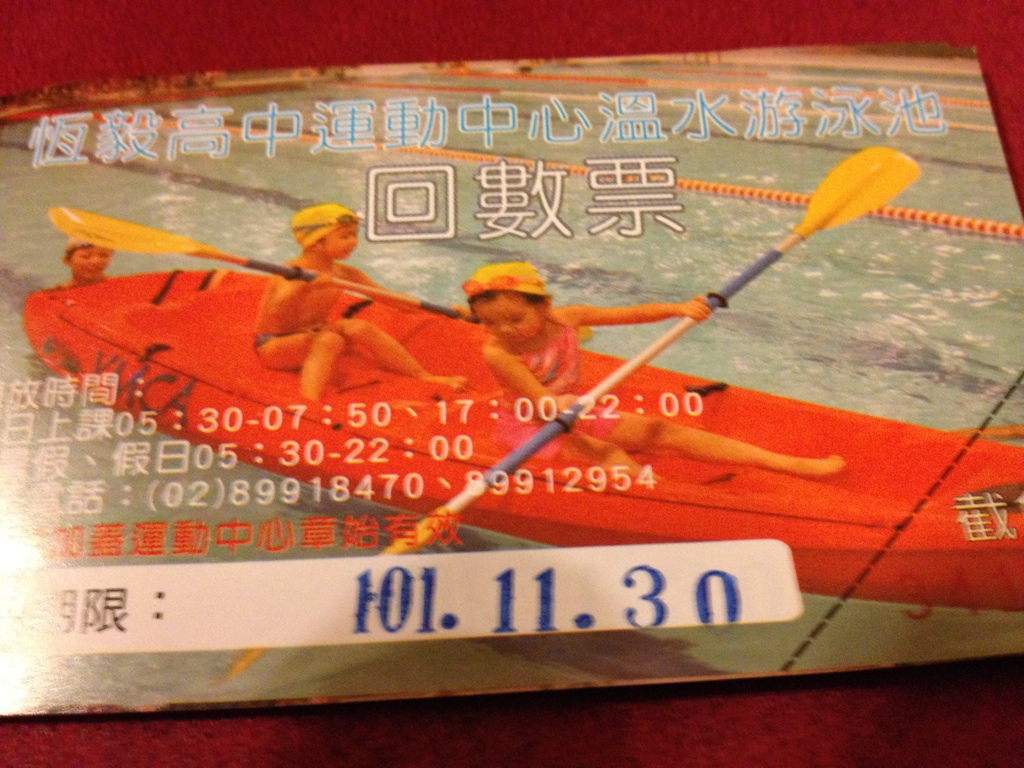 恆毅高中運動中心溫水游泳池
回數票
放時間：
日上課05：30-07：50、17：00-22：00
假、假日05：30-22：00
電話：(02)89918470、89912954
加蓋運動中心章始有效
期限：101.11.30
截
YMCA